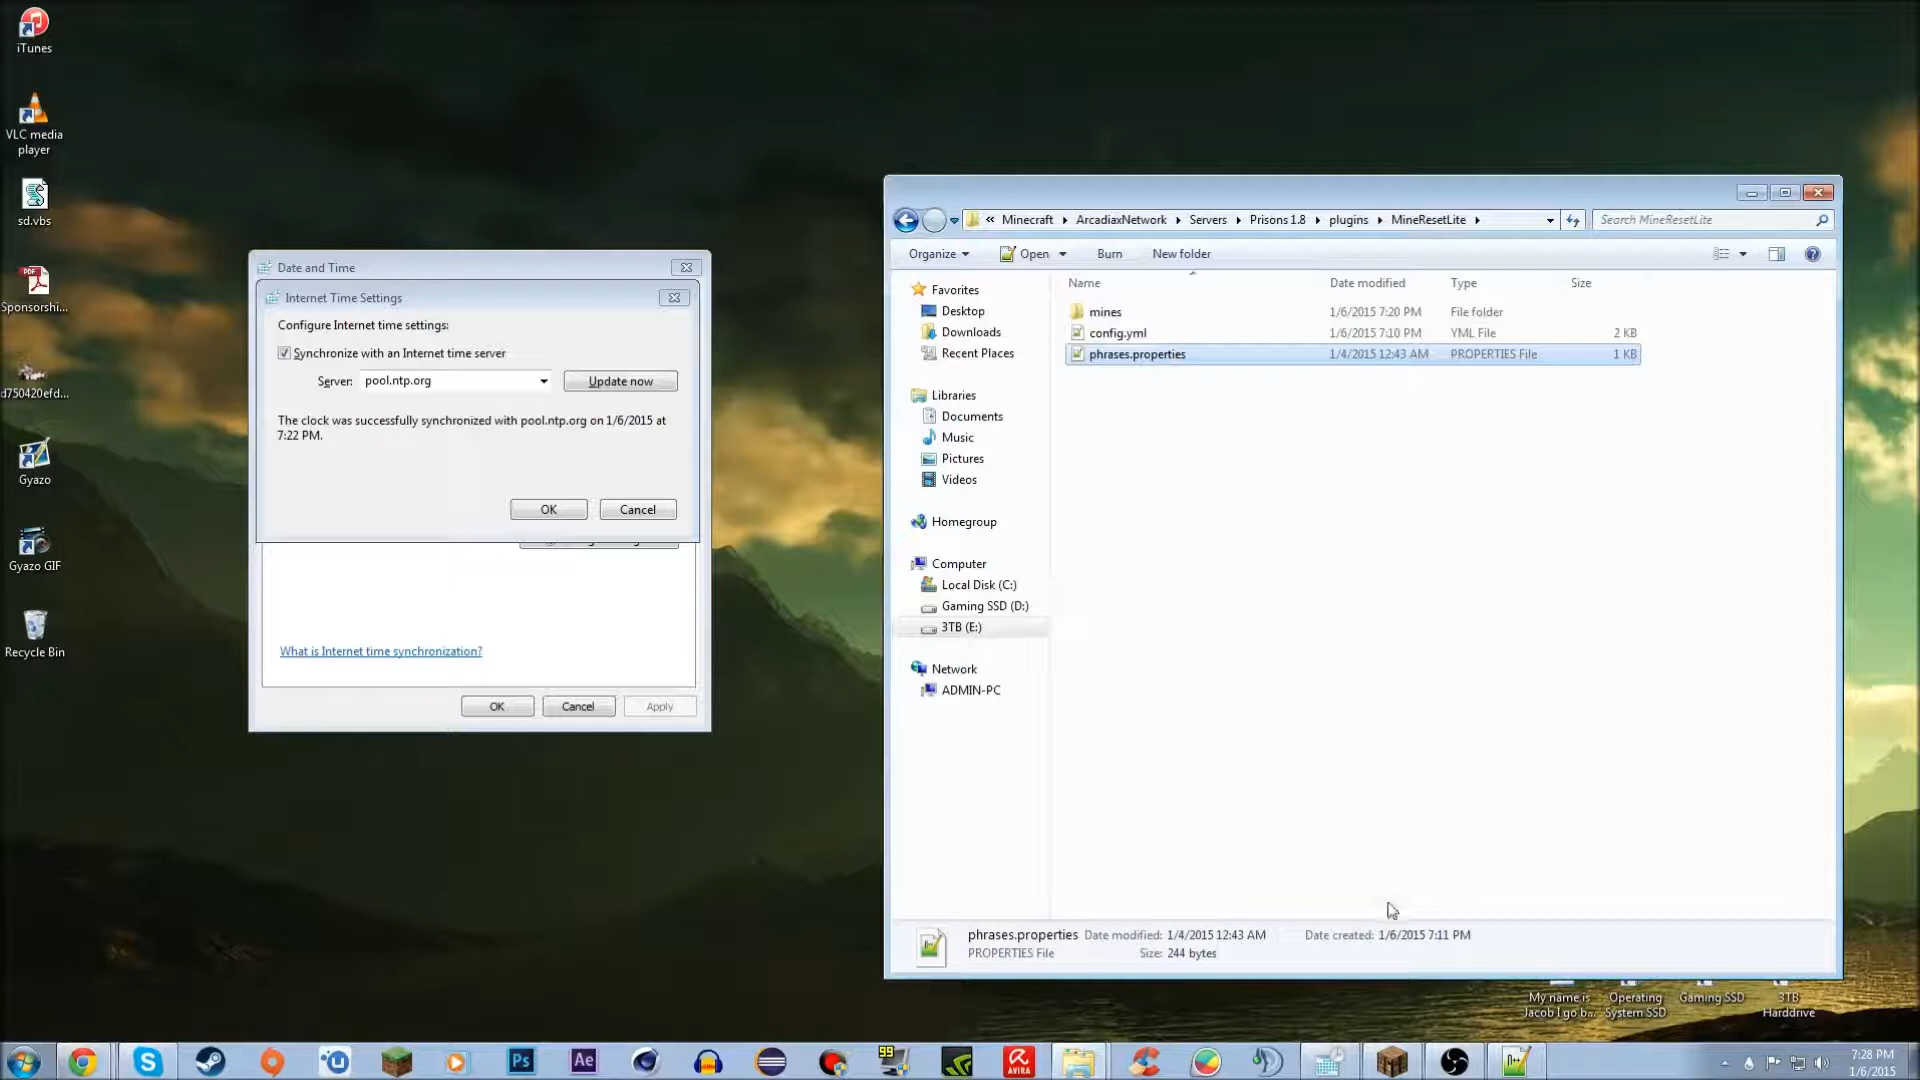 iTunes
VLC media
player
sd.vbs
Sponsorshi...
d750420efd...
Gyazo
Gyazo GIF
Recycle Bin
Date and Time
Internet Time Settings
Configure Internet time settings:
Synchronize with an Internet time server
Server: pool.ntp.org Update now
The clock was successfully synchronized with pool.ntp.org on 1/6/2015 at
7:22 PM.
OK Cancel
What is Internet time synchronization?
OK Cancel Apply
« Minecraft ArcadiaxNetwork Servers Prisons 1.8 plugins MineResetLite Search MineResetLite
Organize Open Burn New folder
Name Date modified Type Size
mines 1/6/2015 7:20 PM File folder
config.yml 1/6/2015 7:10 PM YML File 2 KB
phrases.properties 1/4/2015 12:43 AM PROPERTIES File 1 KB
Favorites
Desktop
Downloads
Recent Places
Libraries
Documents
Music
Pictures
Videos
Homegroup
Computer
Local Disk (C:)
Gaming SSD (D:)
3TB (E:)
Network
ADMIN-PC
phrases.properties Date modified: 1/4/2015 12:43 AM Date created: 1/6/2015 7:11 PM
PROPERTIES File Size: 244 bytes
My name is
Jacob I go b...
Operating
System SSD
Gaming SSD
3TB
Harddrive
PDF
Ps
Ae
99
AVIRA
7:28 PM
1/6/2015